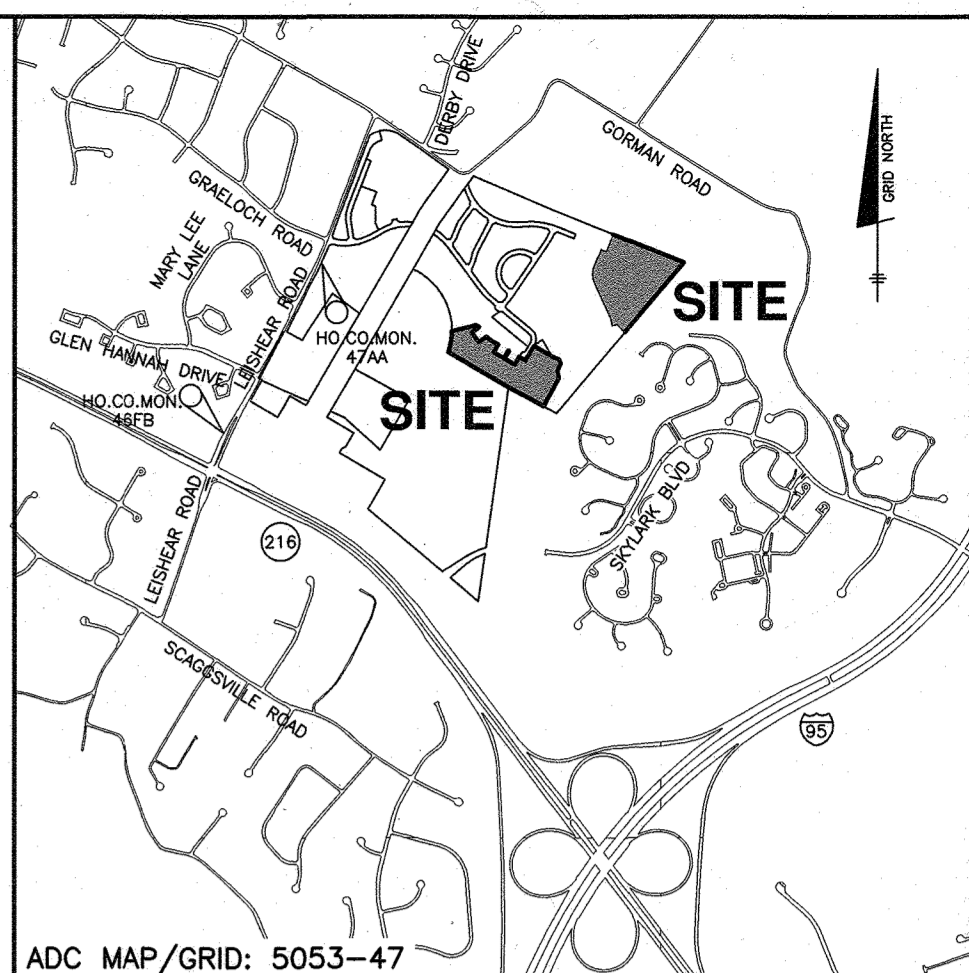 DERBY DRIVE
GORMAN ROAD
GRID NORTH
GRAELOCH ROAD
MARY LEE
LANE
LEISHEAR ROAD
SITE
HO.CO.MON.
47AA
GLEN HANNAH DRIVE
HO.CO.MON.
46FB
SITE
LEISHEAR ROAD
216
SKYLARK BLVD
SCAGGSVILLE ROAD
95
ADC MAP/GRID: 5053-47